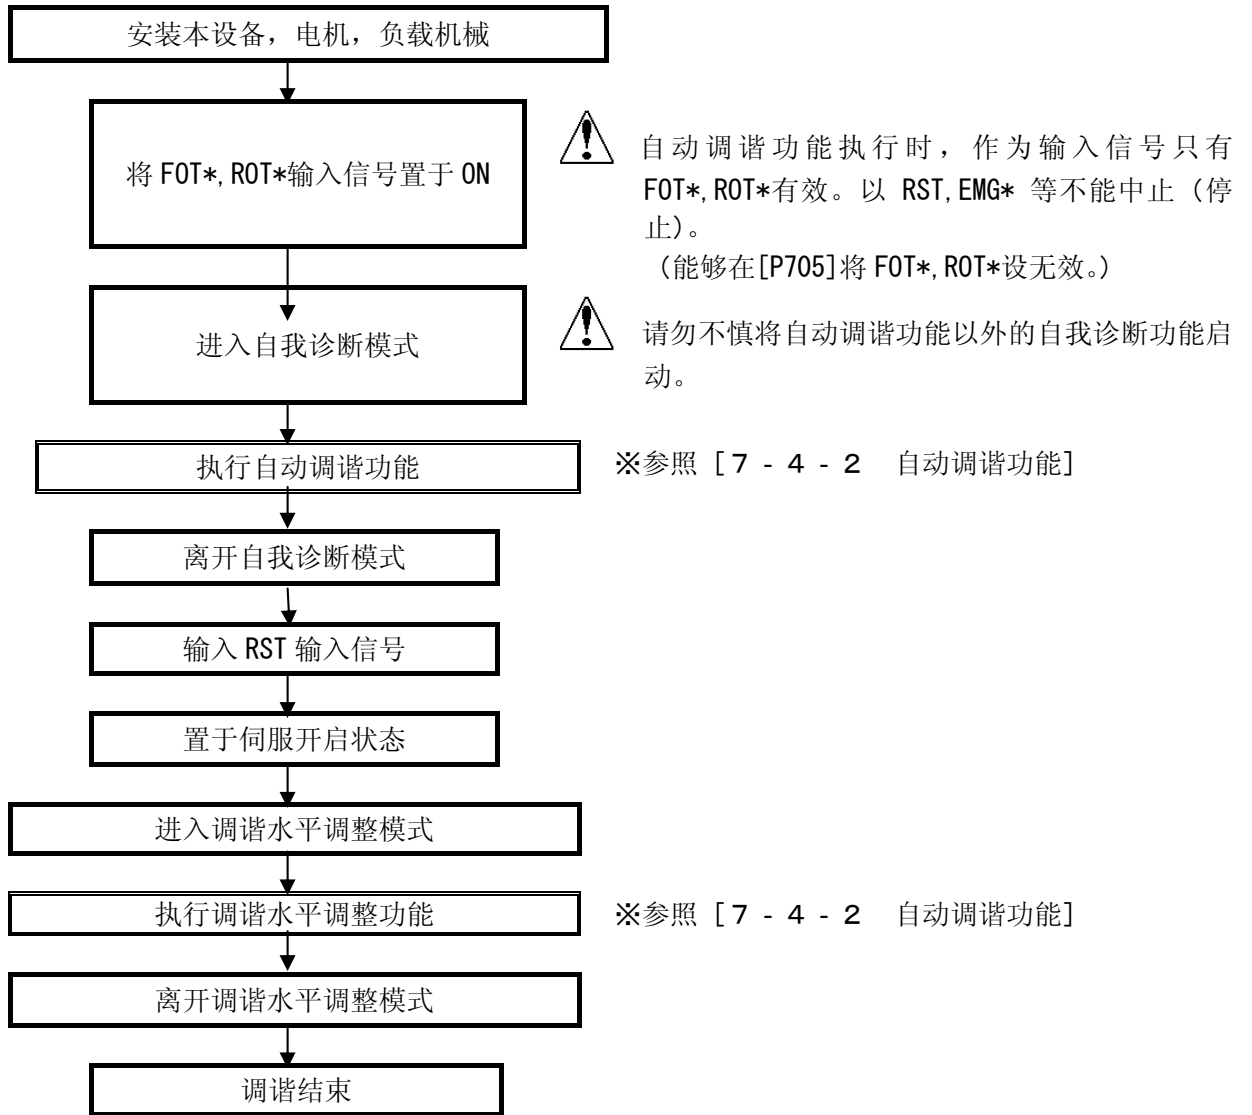 安装本设备，电机，负载机械
将 FOT*,ROT*输入信号置于 ON
自动调谐功能执行时，作为输入信号只有
FOT*,ROT*有效。以 RST,EMG* 等不能中止（停
止）。
（能够在[P705]将 FOT*,ROT*设无效。）
进入自我诊断模式
请勿不慎将自动调谐功能以外的自我诊断功能启
动。
执行自动调谐功能
※参照［７-４-２　自动调谐功能］
离开自我诊断模式
输入 RST 输入信号
置于伺服开启状态
进入调谐水平调整模式
执行调谐水平调整功能
※参照［７-４-２　自动调谐功能］
离开调谐水平调整模式
调谐结束